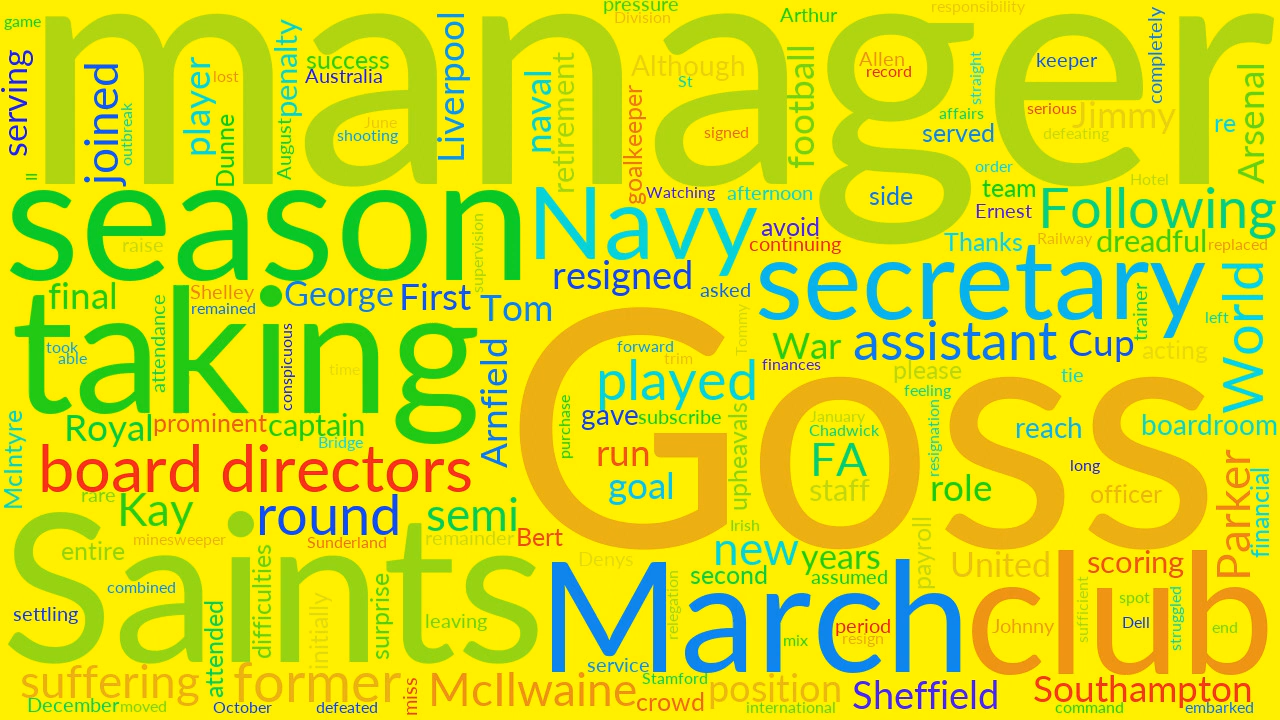 manager
Goss
season
taking
Saints
March
club
secretary
Navy
board directors
Following
assistant
World
round
played
Cup
War
semi
Kay
FA
former
suffering
McIlwaine
position
Sheffield
Southampton
Parker
new
years
United
scoring
role
officer
boardroom
reach
financial
game
serving
joined
outbreak
player
lost
Dunne
August
penalty
success
Australia
June
shooting
Liverpool
naval
retirement
pressure
Division
Although
St
goalkeeper
signed
football
Arthur
Allen
record
responsibility
straight
affairs
served
keeper
serious
Jimmy
defeating
completely
re
Arsenal
order
Hotel
ll
Watching
afternoon
side
team
Ernest
avoid
continuing
Thanks
Railway
dreadful
replaced
raise
supervision
resigned
asked
final
Shelley
remained
George
First
Tom
attendance
conspicuous
took
able
time
Arnfield
forward
trim
Tommy
finances
please
tie
trainer
left
acting
feeling
McIntyre
Royal
prominent
captain
Bridge
purchase
gave
subscribe
January
Chadwick
upheavals
resignation
run
goal
staff
long
rare
minesweeper
Sunderland
remainder
Bert
Irish
payroll
entire
combined
difficulties
surprise
Denys
second
assumed
relegation
settling
attended
initially
leaving
mix
period
resign
Johnny
sufficient
spot
Dell
struggled
end
service
Stamford
December
moved
October
defeated
miss
crowd
international
command
embarked